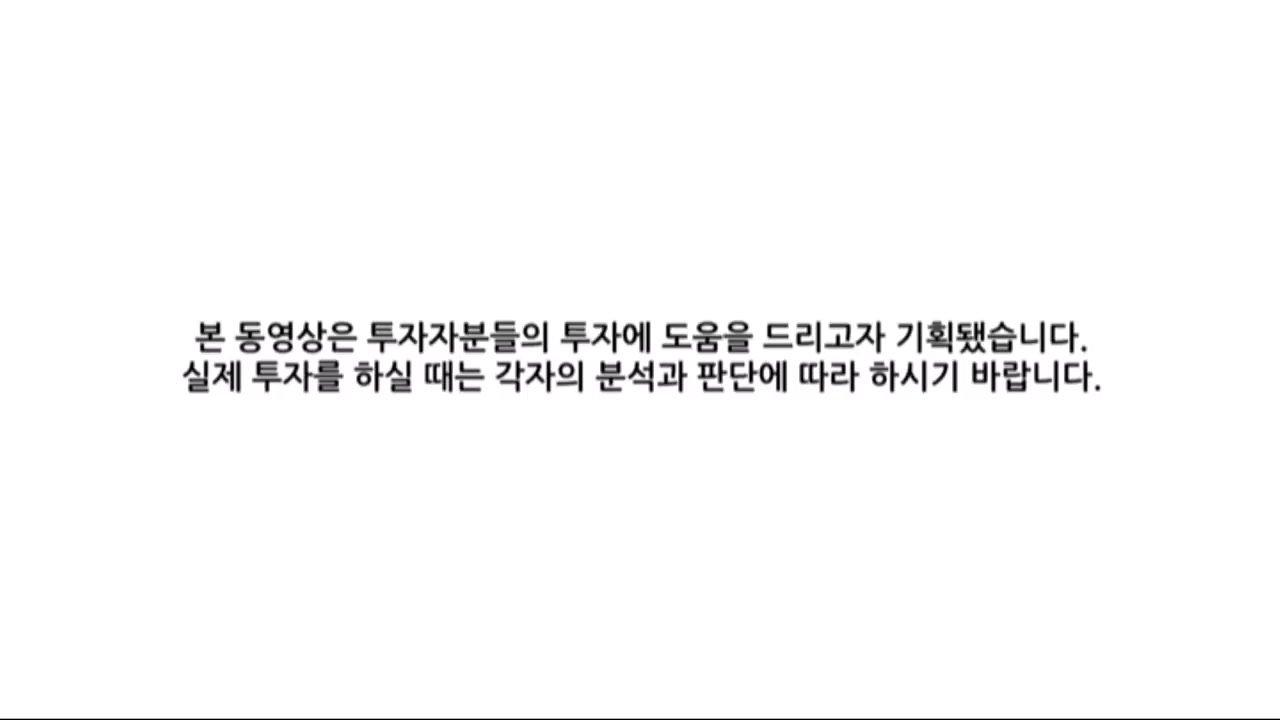 본 동영상은 투자자분들의 투자에 도움을 드리고자 기획됐습니다.
실제 투자를 하실 때는 각자의 분석과 판단에 따라 하시기 바랍니다.